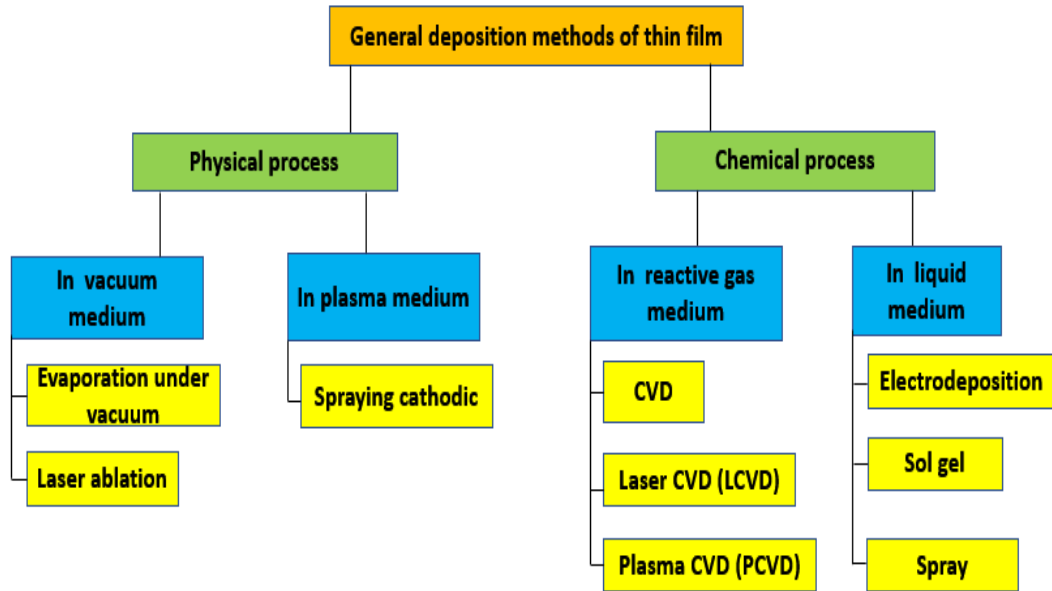 General deposition methods of thin film
Physical process
Chemical process
In vacuum
medium
In plasma medium
In reactive gas
medium
In liquid
medium
Evaporation under
vacuum
Laser ablation
Spraying cathodic
CVD
Laser CVD (LCVD)
Plasma CVD (PCVD)
Electrodeposition
Sol gel
Spray